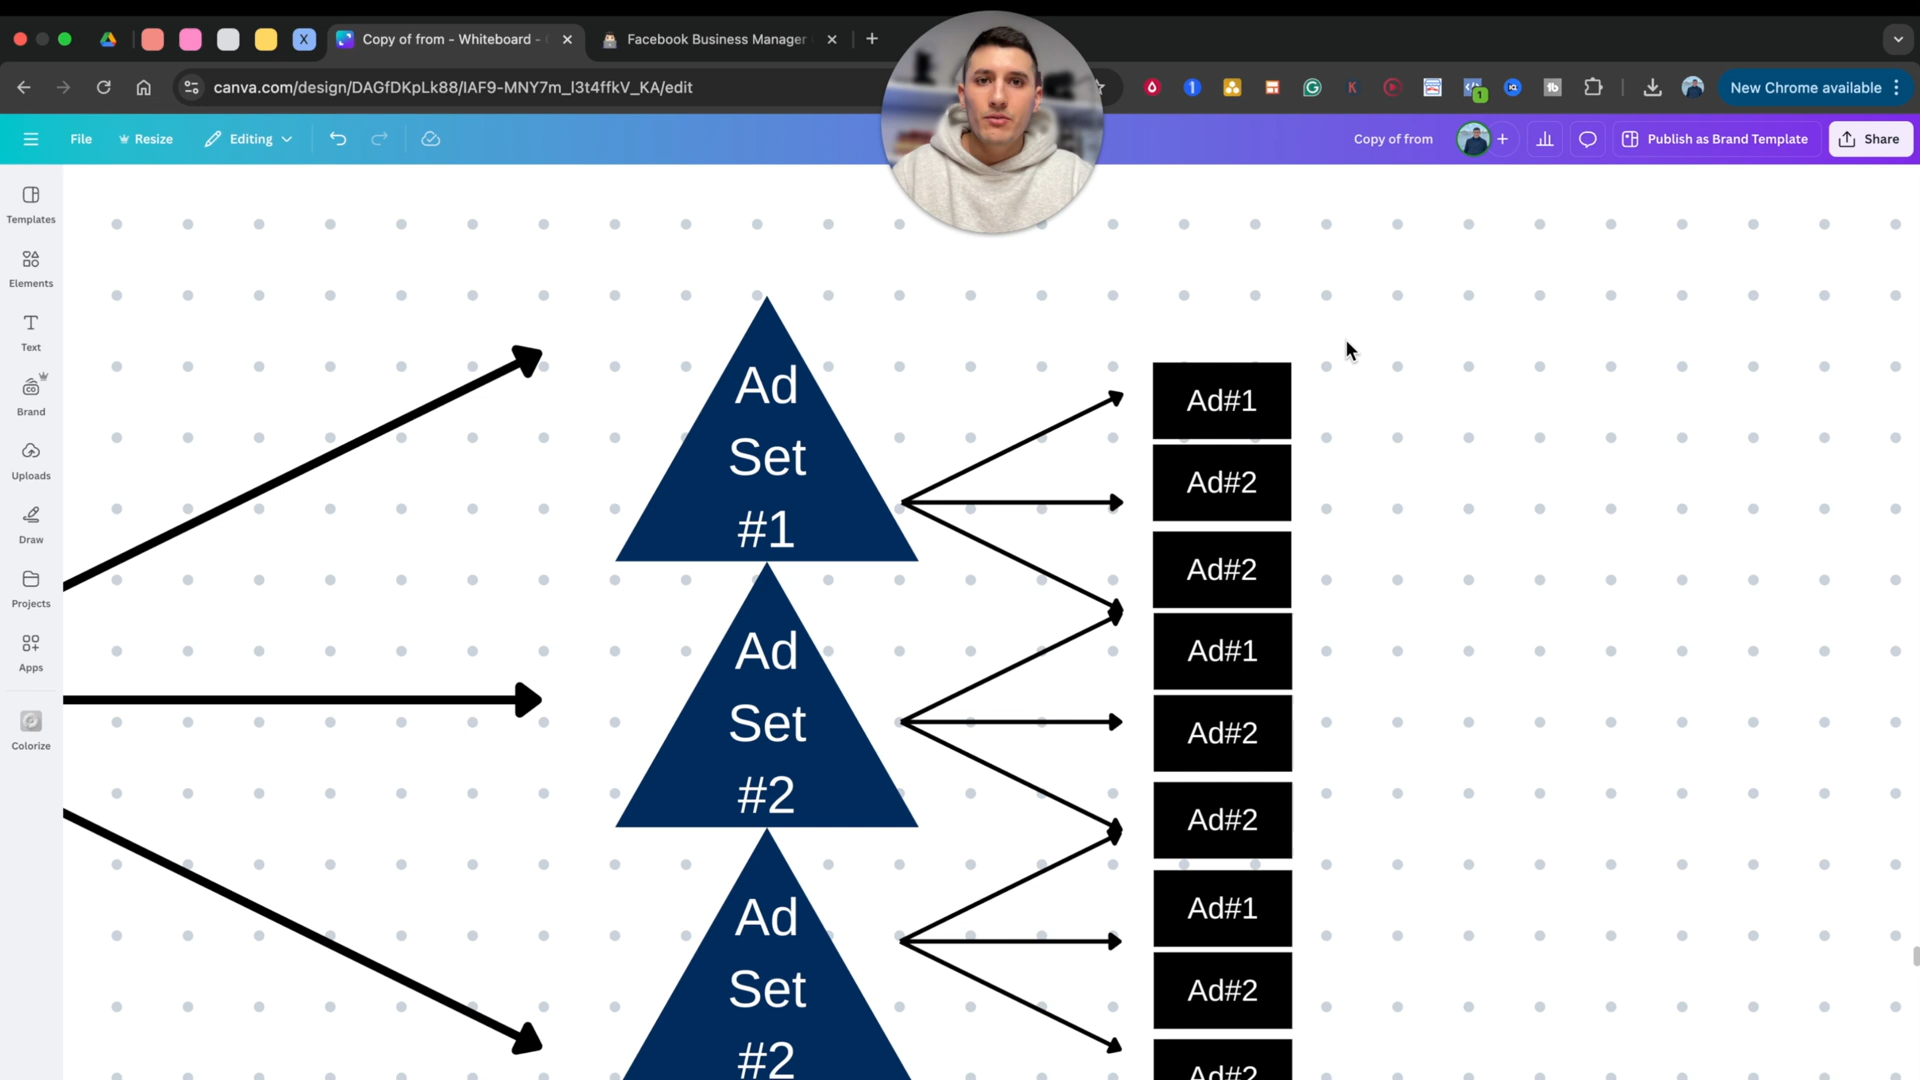 Copy of from - Whiteboard -
Facebook Business Manager
X
canva.com/design/DAGfDKpLk88/IAF9-MNY7m_l3t4ffkV_KA/edit
New Chrome available
File
Resize
Editing
Copy of from
Publish as Brand Template
Share
Templates
Elements
Text
Brand
Uploads
Draw
Projects
Apps
Colorize
Ad
Set
#1
Ad
Set
#2
Ad
Set
#2
Ad#1
Ad#2
Ad#2
Ad#1
Ad#2
Ad#2
Ad#1
Ad#2
Ad#2